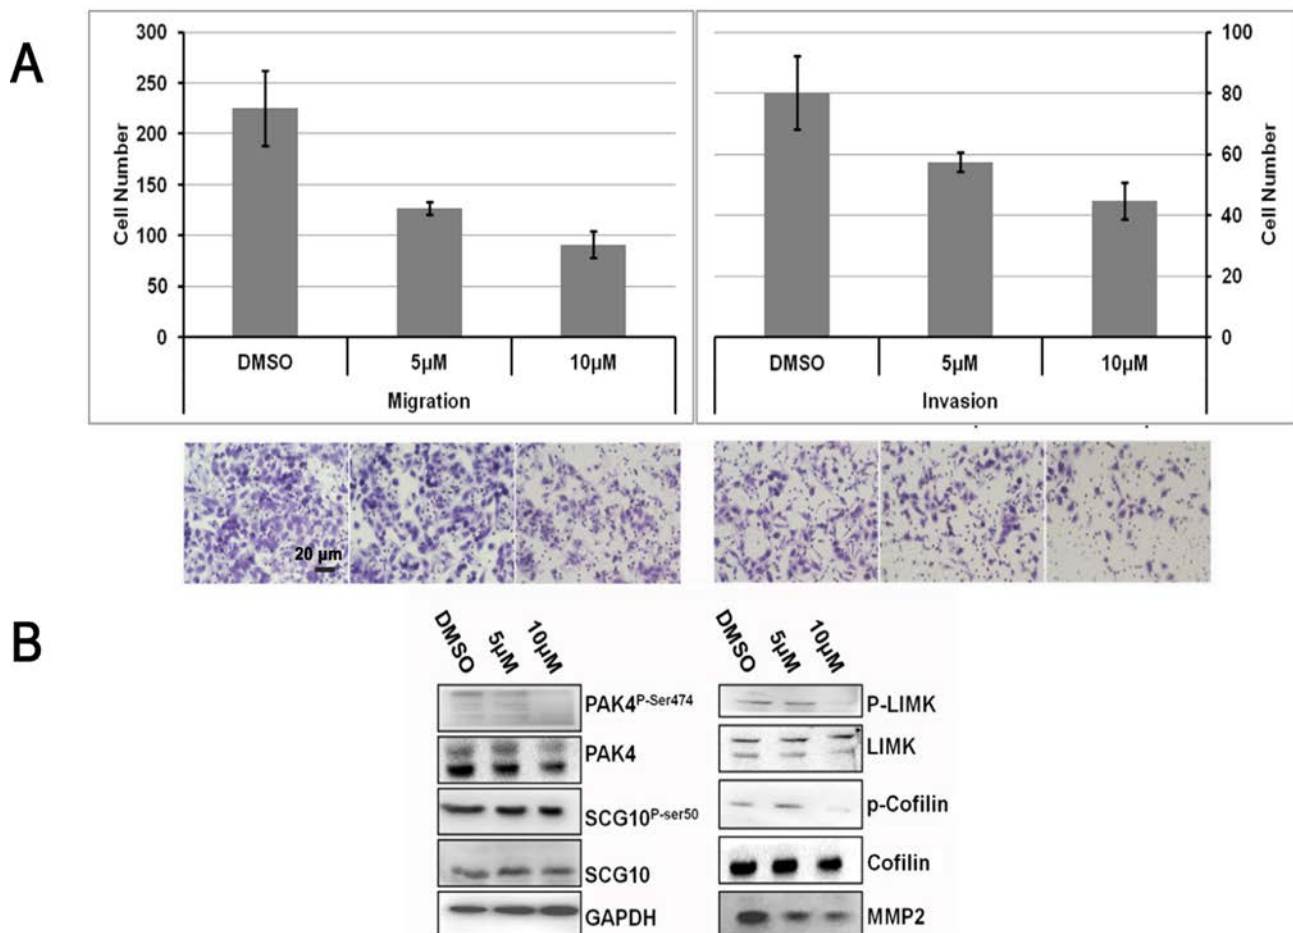 A
300
250
200
150
100
50
0
Cell Number
DMSO 5µM 10µM
Migration
100
80
60
40
20
0
Cell Number
DMSO 5µM 10µM
Invasion
20 µm
B
DMSO 5µM 10µM
PAK4P-Ser474
PAK4
SCG10P-ser50
SCG10
GAPDH
DMSO 5µM 10µM
P-LIMK
LIMK
p-Cofilin
Cofilin
MMP2